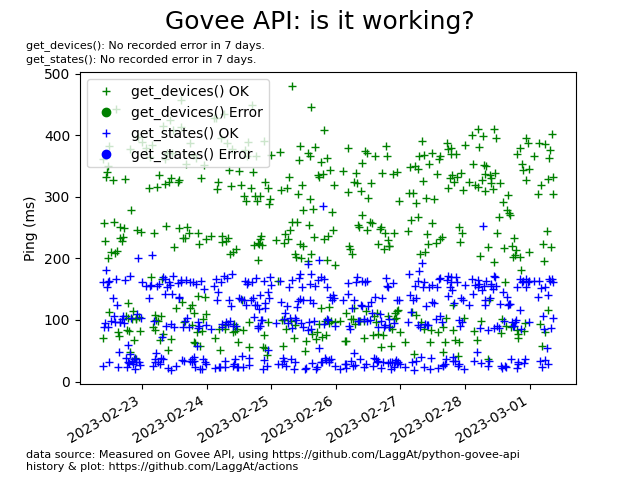 Govee API: is it working?
get_devices(): No recorded error in 7 days.
get_states(): No recorded error in 7 days.
get_devices() OK
get_devices() Error
get_states() OK
get_states() Error
500
400
300
200
100
0
Ping (ms)
2023-02-23
2023-02-24
2023-02-25
2023-02-26
2023-02-27
2023-02-28
2023-03-01
data source: Measured on Govee API, using https://github.com/LaggAt/python-govee-api
history & plot: https://github.com/LaggAt/actions